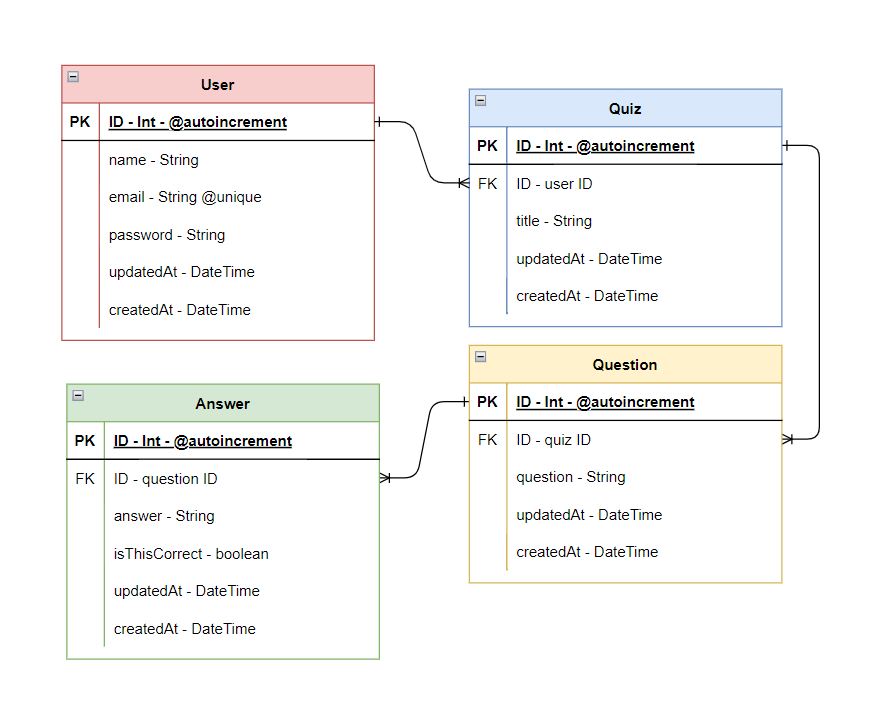 User
PK ID - Int - @autoincrement
name - String
email - String @unique
password - String
updatedAt - DateTime
createdAt - DateTime
Quiz
PK ID - Int - @autoincrement
FK ID - user ID
title - String
updatedAt - DateTime
createdAt - DateTime
Answer
PK ID - Int - @autoincrement
FK ID - question ID
answer - String
isThisCorrect - boolean
updatedAt - DateTime
createdAt - DateTime
Question
PK ID - Int - @autoincrement
FK ID - quiz ID
question - String
updatedAt - DateTime
createdAt - DateTime